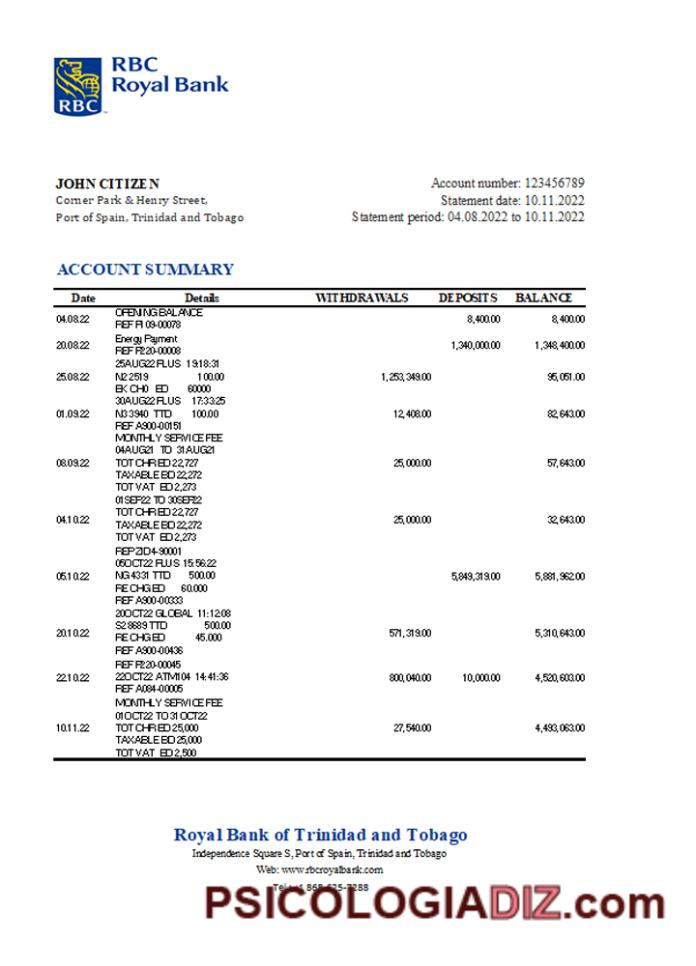 RBC
Royal Bank
RBC
JOHN CITIZEN
Corner Park & Henry Street,
Port of Spain, Trinidad and Tobago
Account number: 123456789
Statement date: 10.11.2022
Statement period: 04.08.2022 to 10.11.2022
ACCOUNT SUMMARY
Date Details WITHDRAWALS DEPOSITS BALANCE
OPENING BALANCE
04.08.22 8,400.00 8,400.00
REF P109-00078
Energy Payment
20.08.22 1,340,000.00 1,348,400.00
REF P220-00008
25AUG22 PLUS 19:18:31
25.08.22 N2 2519 100.00 1,253,349.00 95,051.00
EK CH0 ED 60000
30AUG22 PLUS 17:33:25
01.09.22 N3 3940 TTD 100.00 12,408.00 82,643.00
REF A900-00151
MONTHLY SERVICE FEE
04AUG21 TO 31AUG21
08.09.22 TOT CHR ED 22,727 25,000.00 57,643.00
TAXABLE ED 22,272
TOT VAT ED 2,273
01SEP22 TO 30SEP22
TOT CHR ED 22,727
04.10.22 25,000.00 32,643.00
TAXABLE ED 22,272
TOT VAT ED 2,273
REP ZID4-90001
05OCT22 PLUS 15:56:22
05.10.22 NG 4331 TTD 500.00 5,849,319.00 5,881,962.00
RE CHG ED 60.000
REF A900-00333
20OCT22 GLOBAL 11:12:08
S2 8689 TTD 500.00
20.10.22 571,319.00 5,310,643.00
RE CHG ED 45.000
REF A900-00436
REF P220-00045
22.10.22 22OCT22 ATM104 14:41:36 800,040.00 10,000.00 4,520,603.00
REF A084-00005
MONTHLY SERVICE FEE
01OCT22 TO 31OCT22
10.11.22 TOT CHR ED 25,000 27,540.00 4,493,063.00
TAXABLE ED 25,000
TOT VAT ED 2,500
Royal Bank of Trinidad and Tobago
Independence Square S, Port of Spain, Trinidad and Tobago
Web: www.rbcroyalbank.com
Tel: +1 868-625-7288
PSICOLOGIADIZ.com